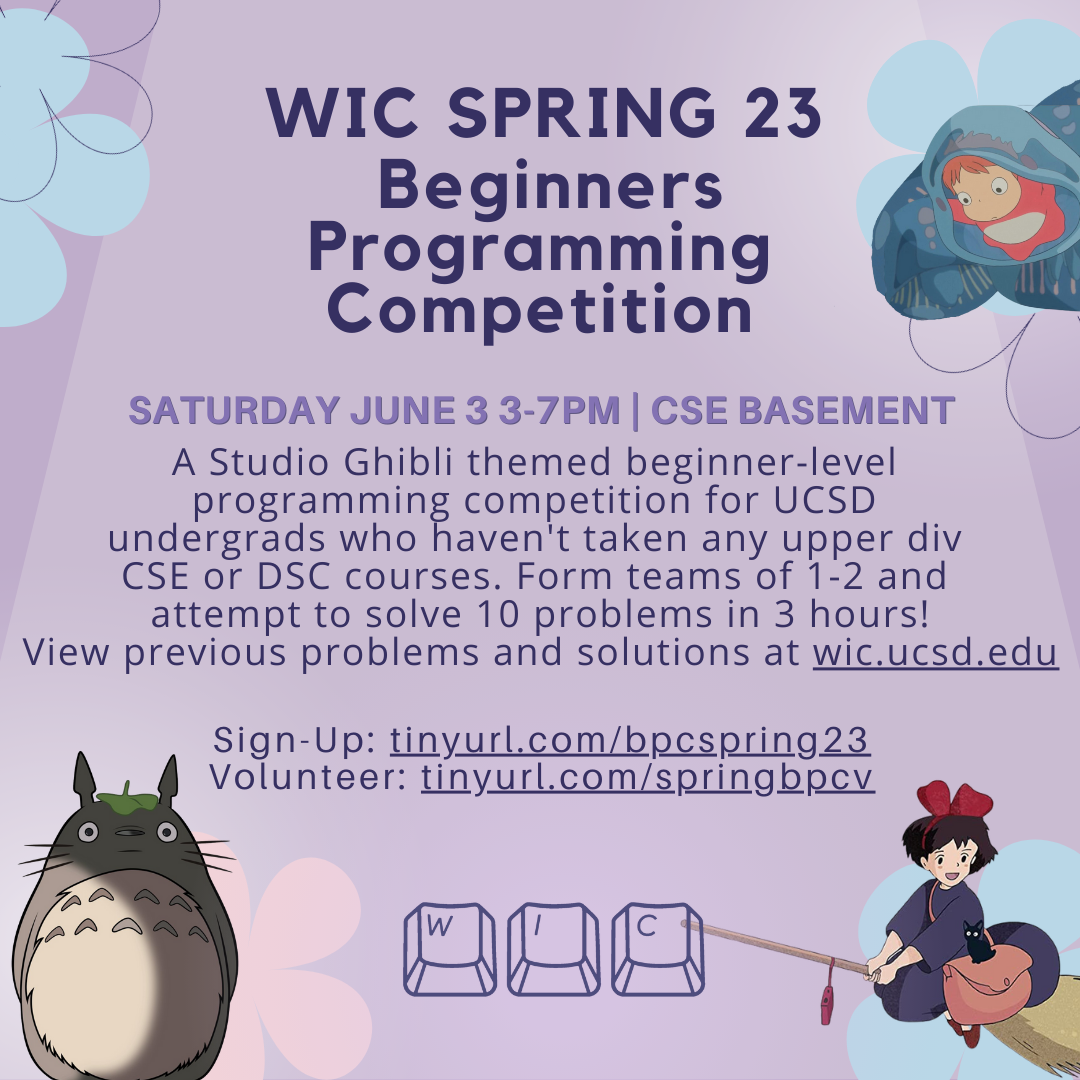 WIC SPRING 23
Beginners
Programming
Competition
SATURDAY JUNE 3 3-7PM | CSE BASEMENT
A Studio Ghibli themed beginner-level
programming competition for UCSD
undergrads who haven't taken any upper div
CSE or DSC courses. Form teams of 1-2 and
attempt to solve 10 problems in 3 hours!
View previous problems and solutions at wic.ucsd.edu
Sign-Up: tinyurl.com/bpcspring23
Volunteer: tinyurl.com/springbpcv
W I C